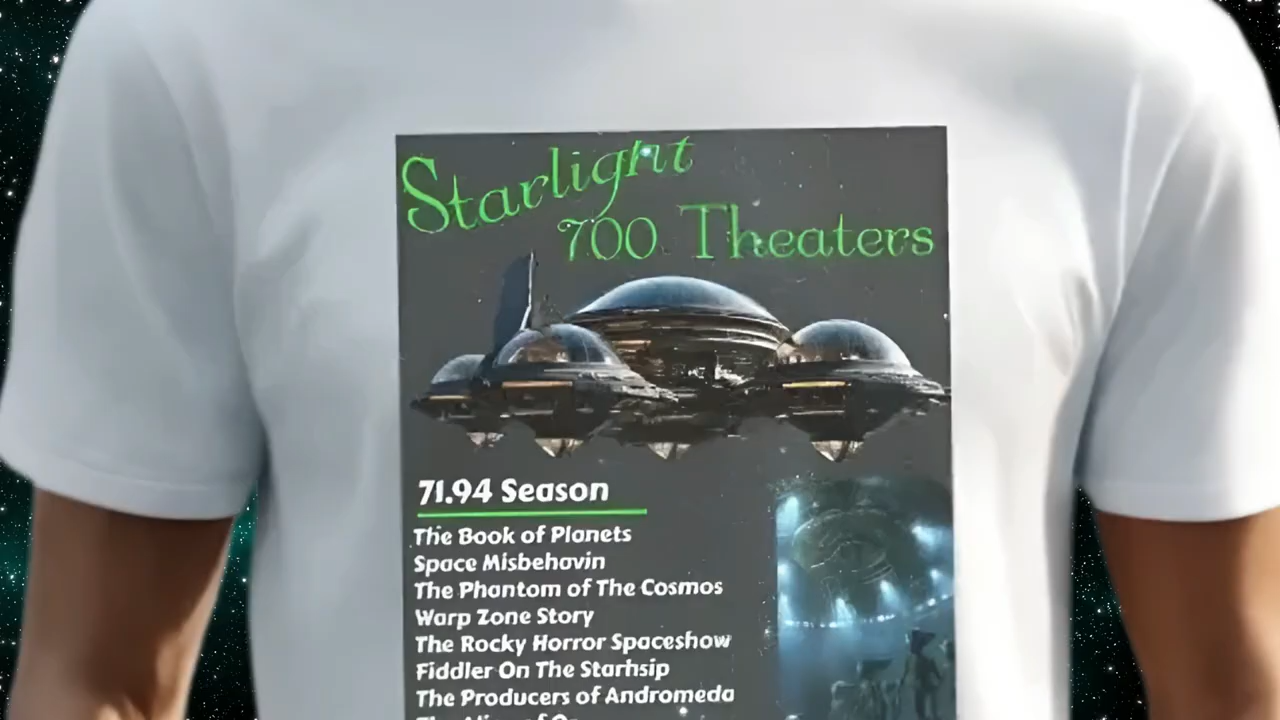 Starlight
700 Theaters
71.94 Season
The Book of Planets
Space Misbehavin
The Phantom of The Cosmos
Warp Zone Story
The Rocky Horror Spaceshow
Fiddler On The Starhsip
The Producers of Andromeda